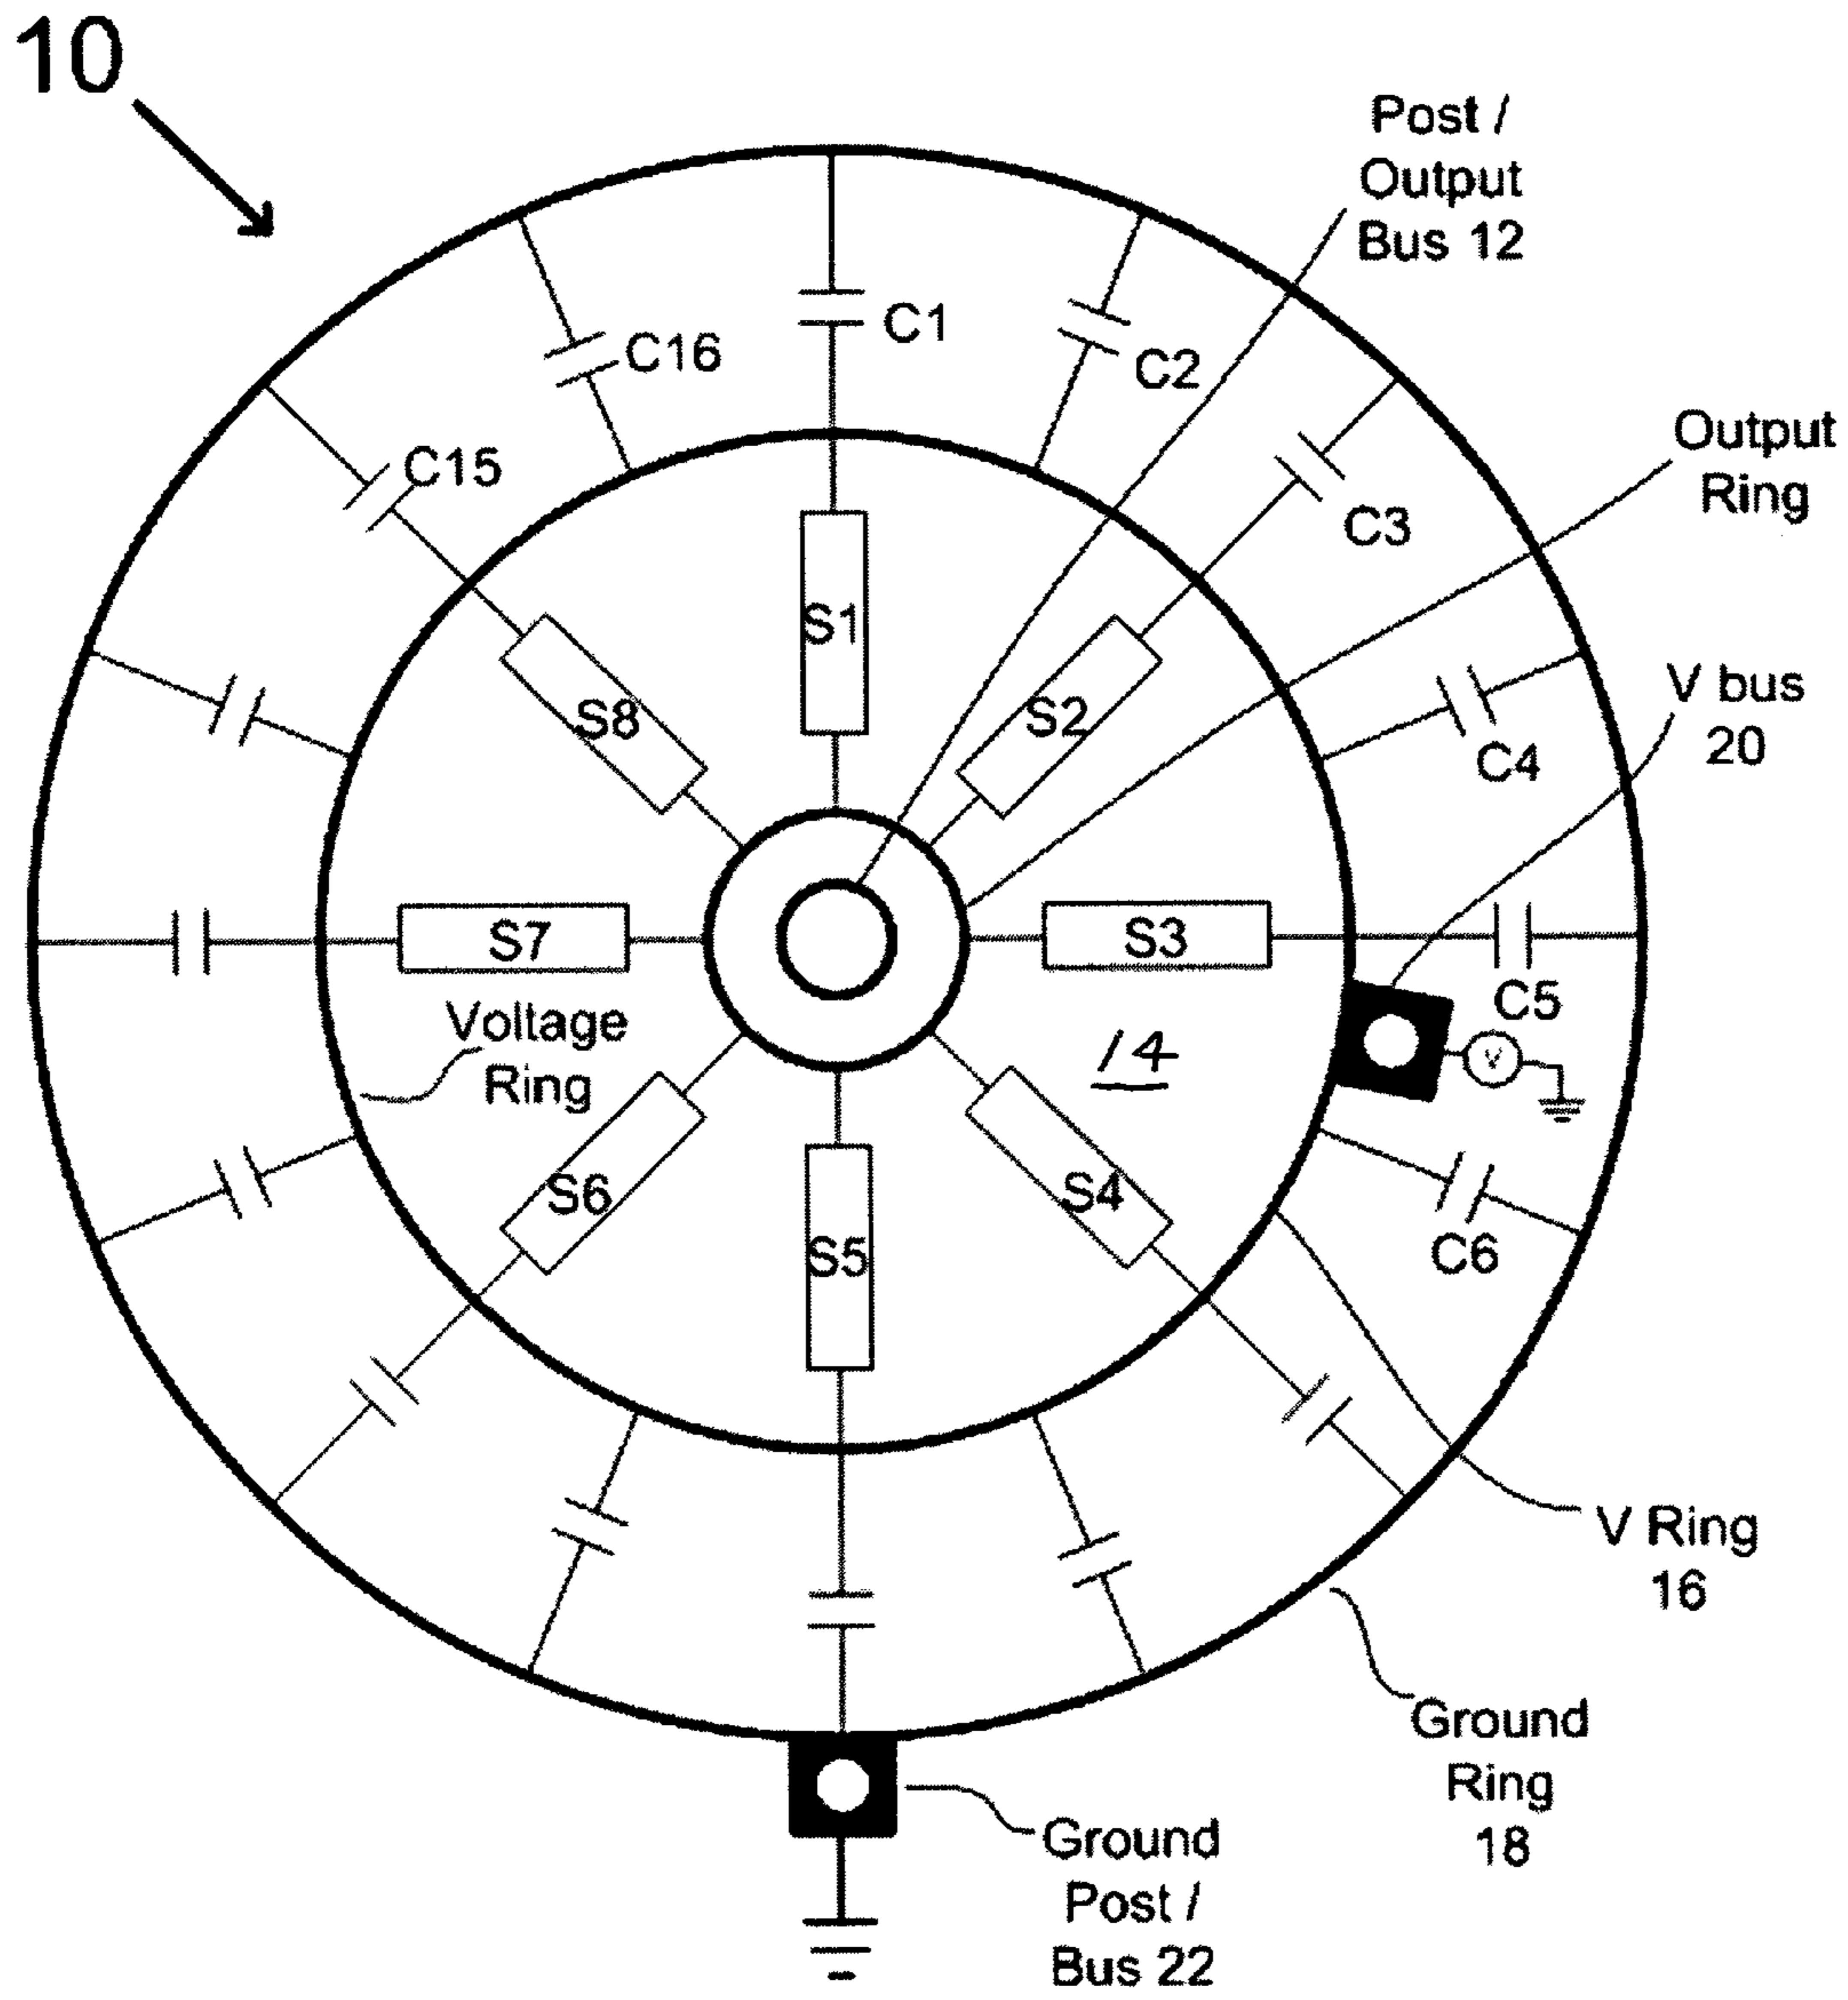 10
Post /
Output
Bus 12
C1
C2
C16
C15
C3
Output
Ring
S1
S2
S8
V bus
20
C4
S7
S3
C5
Voltage
Ring
14
V
S6
S4
S5
C6
V Ring
16
Ground
Ring
18
Ground
Post /
Bus 22